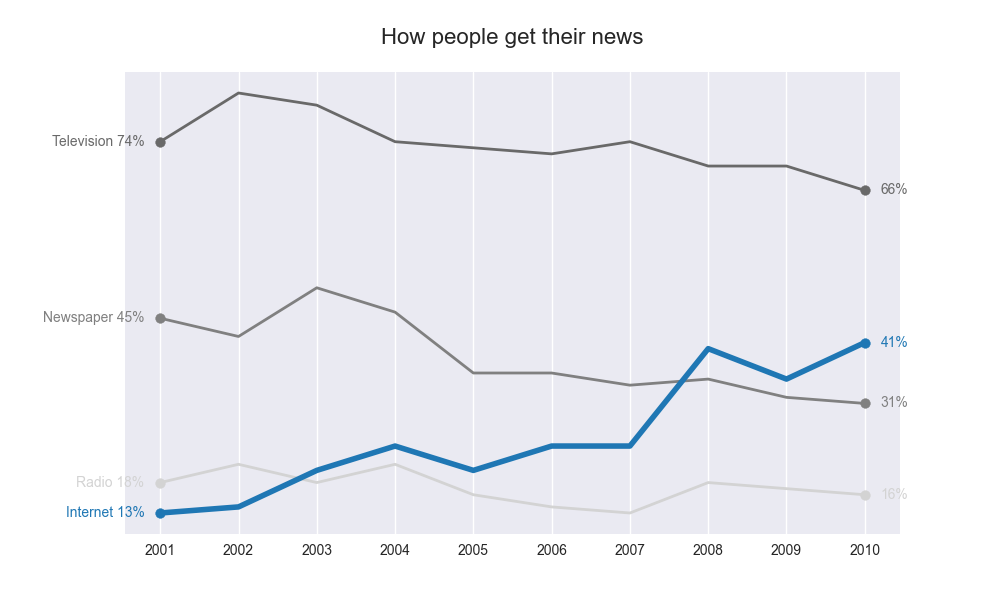 How people get their news
Television 74%
66%
Newspaper 45%
41%
31%
Radio 18%
16%
Internet 13%
2001 2002 2003 2004 2005 2006 2007 2008 2009 2010